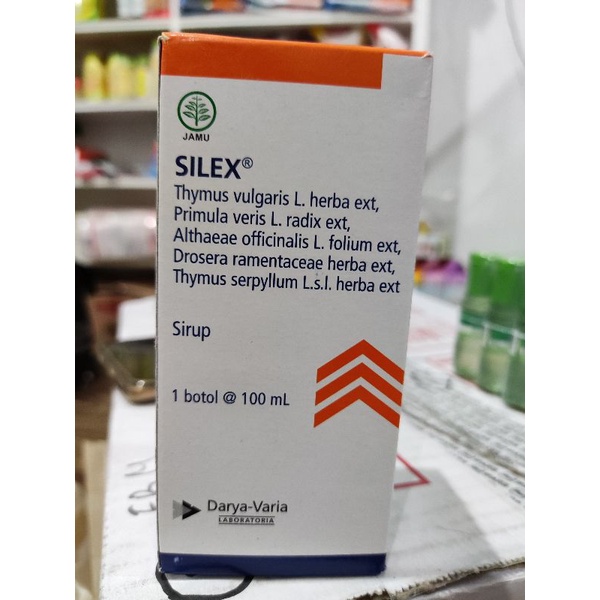 JAMU
SILEX®
Thymus vulgaris L. herba ext,
Primula veris L. radix ext,
Althaeae officinalis L. folium ext,
Drosera ramentaceae herba ext,
Thymus serpyllum L.s.l. herba ext
Sirup
1 botol @ 100 mL
Darya-Varia
LABORATORIA